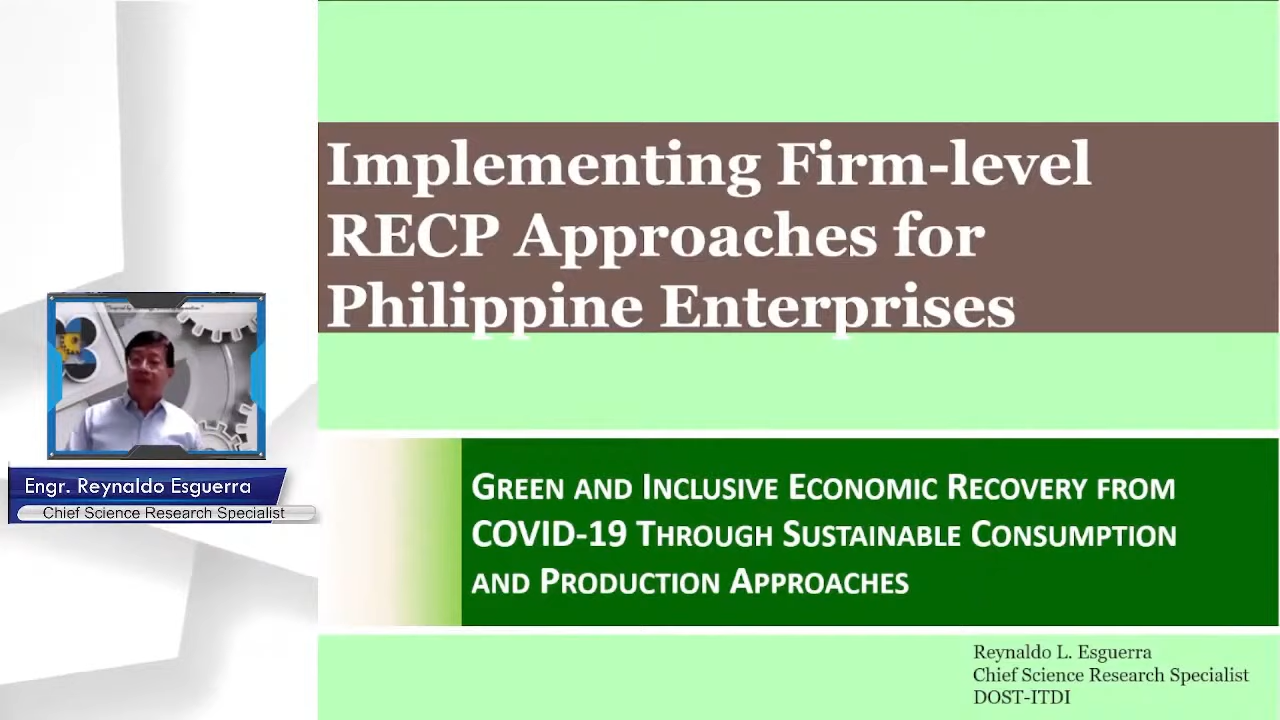 Implementing Firm-level
RECP Approaches for
Philippine Enterprises
Engr. Reynaldo Esguerra
Chief Science Research Specialist
GREEN AND INCLUSIVE ECONOMIC RECOVERY FROM
COVID-19 THROUGH SUSTAINABLE CONSUMPTION
AND PRODUCTION APPROACHES
Reynaldo L. Esguerra
Chief Science Research Specialist
DOST-ITDI